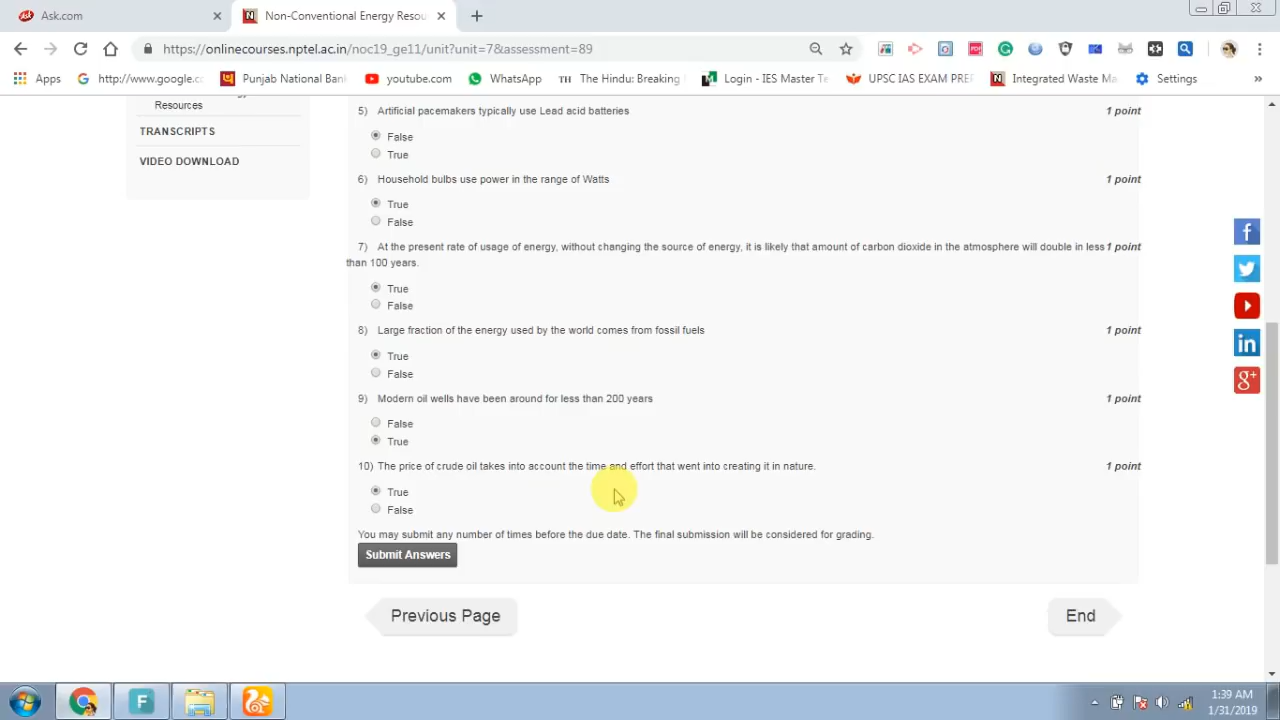 Ask.com
Non-Conventional Energy Resou
https://onlinecourses.nptel.ac.in/noc19_ge11/unit?unit=7&assessment=89
Apps
http://www.google.cc
Punjab National Bank
youtube.com
WhatsApp
TH The Hindu: Breaking
Login - IES Master Te
UPSC IAS EXAM PREP
Integrated Waste Ma
Settings
»
Resources
TRANSCRIPTS
VIDEO DOWNLOAD
5) Artificial pacemakers typically use Lead acid batteries 1 point
False
True
6) Household bulbs use power in the range of Watts 1 point
True
False
7) At the present rate of usage of energy, without changing the source of energy, it is likely that amount of carbon dioxide in the atmosphere will double in less 1 point
than 100 years.
True
False
8) Large fraction of the energy used by the world comes from fossil fuels 1 point
True
False
9) Modern oil wells have been around for less than 200 years 1 point
False
True
10) The price of crude oil takes into account the time and effort that went into creating it in nature. 1 point
True
False
You may submit any number of times before the due date. The final submission will be considered for grading.
Submit Answers
Previous Page
End
1:39 AM
1/31/2019